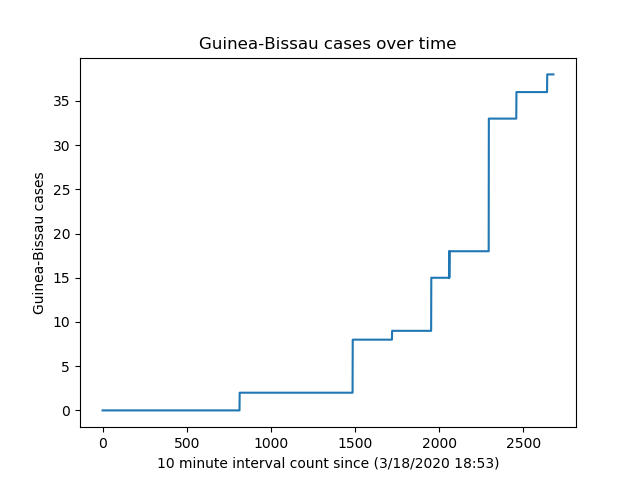 Guinea-Bissau cases over time
Guinea-Bissau cases
35
30
25
20
15
10
5
0
0 500 1000 1500 2000 2500
10 minute interval count since (3/18/2020 18:53)